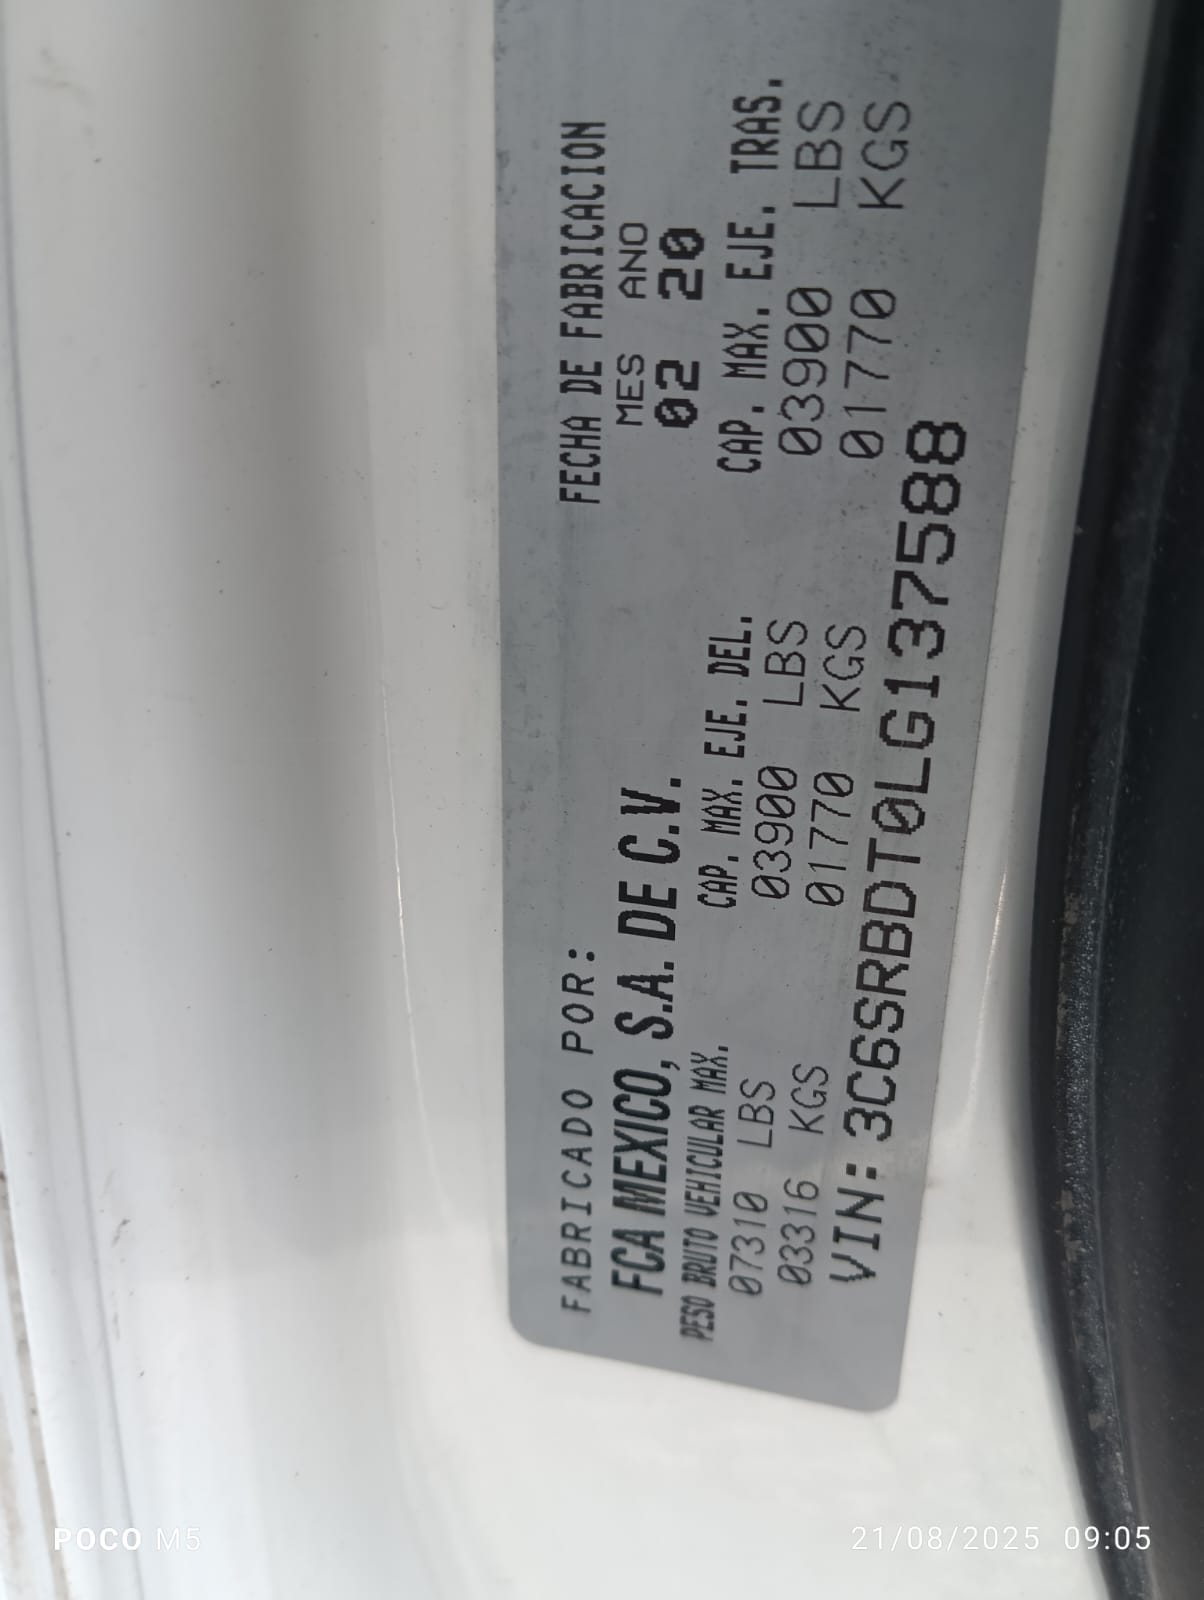 FABRICADO POR:
FCA MEXICO, S.A. DE C.V.
FECHA DE FABRICACION
MES ANO
02 20
PESO BRUTO VEHICULAR MAX.
07310 LBS
03316 KGS
CAP. MAX. EJE. DEL.
03900 LBS
01770 KGS
CAP. MAX. EJE. TRAS.
03900 LBS
01770 KGS
VIN: 3C6SRBDT0LG137588
POCO M5
21/08/2025 09:05